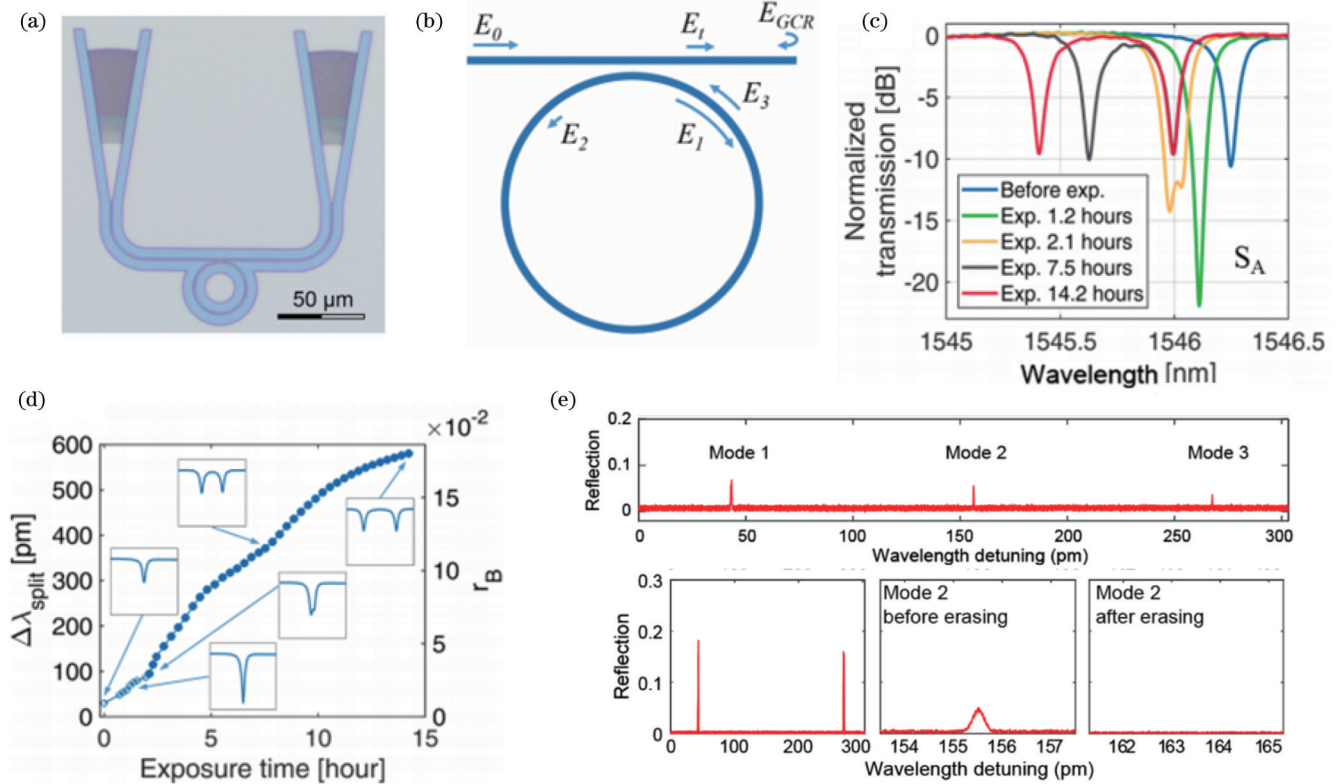 (a)
50 μm
(b)
E0
Et
EGCR
E3
E1
E2
(c)
Normalized
transmission [dB]
0
-5
-10
-15
-20
Before exp.
Exp. 1.2 hours
Exp. 2.1 hours
Exp. 7.5 hours
Exp. 14.2 hours
SA
1545 1545.5 1546 1546.5
Wavelength [nm]
(d)
×10-2
Δλsplit [pm]
600
500
400
300
200
100
0
15
10
5
0
rB
0 5 10 15
Exposure time [hour]
(e)
Reflection
0.2
0.1
0
Mode 1 Mode 2 Mode 3
0 50 100 150 200 250 300
Wavelength detuning (pm)
Reflection
0.3
0.2
0.1
0
Mode 2
before erasing
Mode 2
after erasing
0 100 200 300
154 155 156 157
162 163 164 165
Wavelength detuning (pm)
Wavelength detuning (pm)